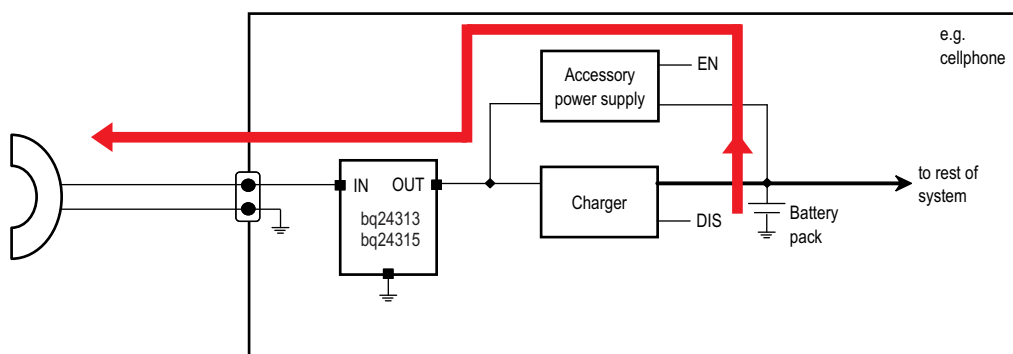 e.g.
cellphone
Accessory
power supply
EN
IN
OUT
bq24313
bq24315
Charger
DIS
to rest of
system
Battery
pack